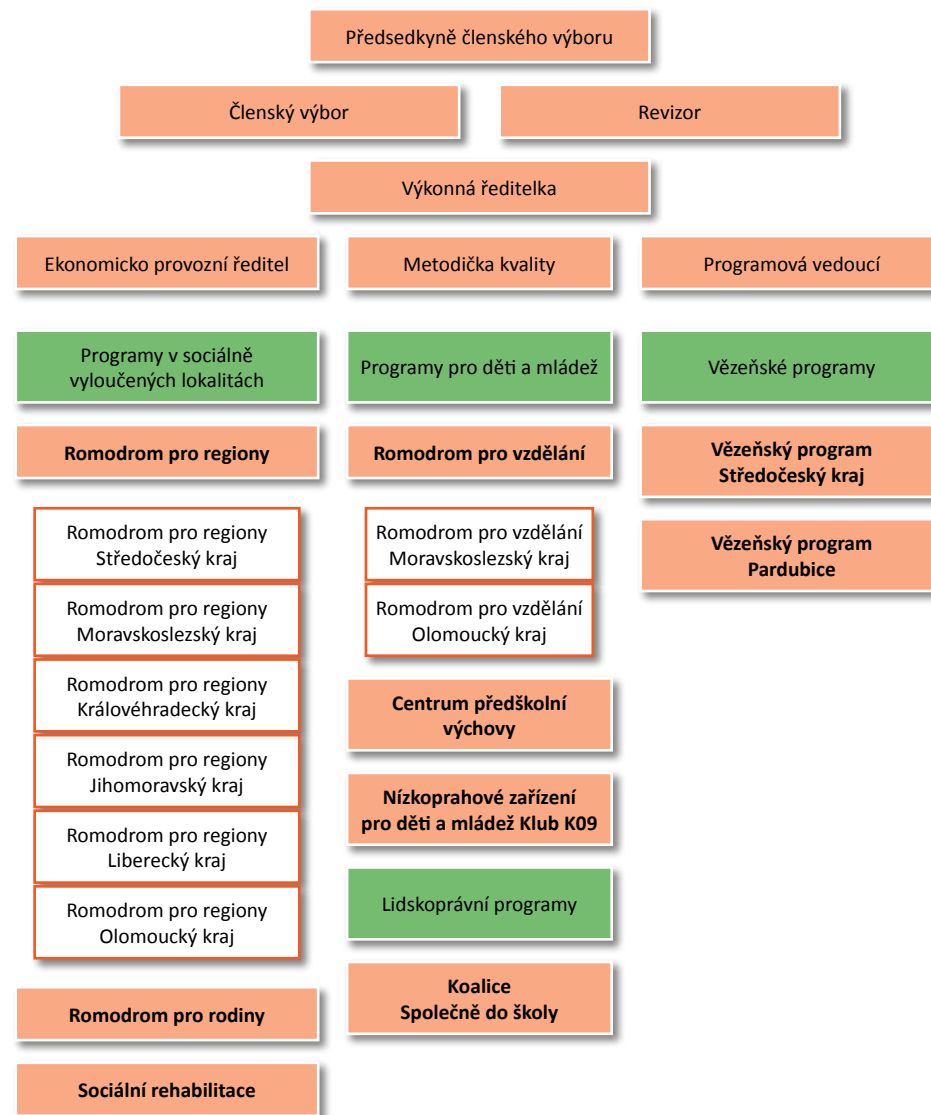 Předsedkyně členského výboru
Členský výbor
Revizor
Výkonná ředitelka
Ekonomicko provozní ředitel
Metodička kvality
Programová vedoucí
Programy v sociálně
vyloučených lokalitách
Programy pro děti a mládež
Vězeňské programy
Romodrom pro regiony
Romodrom pro vzdělání
Vězeňský program
Středočeský kraj
Romodrom pro regiony
Středočeský kraj
Romodrom pro regiony
Moravskoslezský kraj
Romodrom pro regiony
Královéhradecký kraj
Romodrom pro regiony
Jihomoravský kraj
Romodrom pro regiony
Liberecký kraj
Romodrom pro regiony
Olomoucký kraj
Romodrom pro rodiny
Sociální rehabilitace
Romodrom pro vzdělání
Moravskoslezský kraj
Romodrom pro vzdělání
Olomoucký kraj
Centrum předškolní
výchovy
Nízkoprahové zařízení
pro děti a mládež Klub K09
Lidskoprávní programy
Koalice
Společně do školy
Vězeňský program
Pardubice